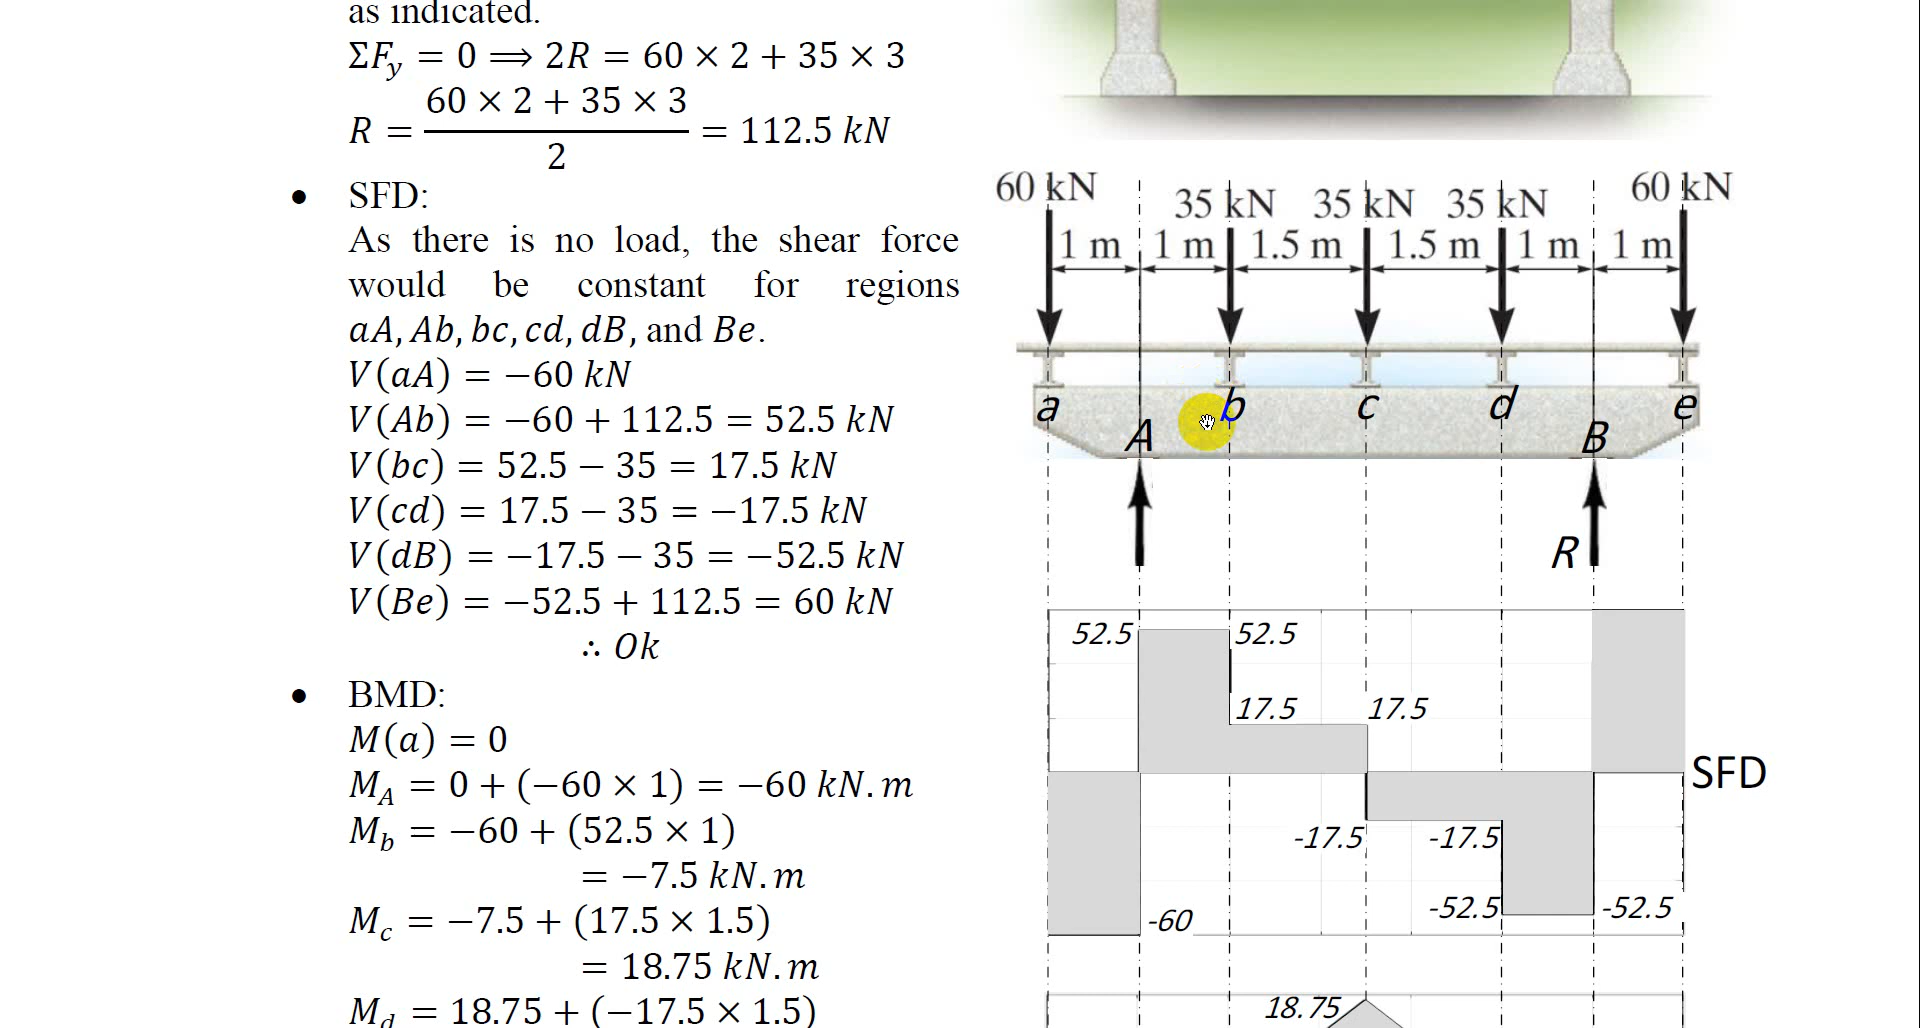 as indicated.
ΣF_y = 0 ⟹ 2R = 60 × 2 + 35 × 3
R = (60 × 2 + 35 × 3)/2 = 112.5 kN
• SFD:
As there is no load, the shear force
would be constant for regions
aA, Ab, bc, cd, dB, and Be.
V(aA) = −60 kN
V(Ab) = −60 + 112.5 = 52.5 kN
V(bc) = 52.5 − 35 = 17.5 kN
V(cd) = 17.5 − 35 = −17.5 kN
V(dB) = −17.5 − 35 = −52.5 kN
V(Be) = −52.5 + 112.5 = 60 kN
∴ Ok
• BMD:
M(a) = 0
M_A = 0 + (−60 × 1) = −60 kN.m
M_b = −60 + (52.5 × 1)
= −7.5 kN.m
M_c = −7.5 + (17.5 × 1.5)
= 18.75 kN.m
M_d = 18.75 + (−17.5 × 1.5)
60 kN 35 kN 35 kN 35 kN 60 kN
1 m 1 m 1.5 m 1.5 m 1 m 1 m
a b c d e
A B
R
52.5 52.5
17.5 17.5
SFD
-17.5 -17.5
-60 -52.5 -52.5
18.75